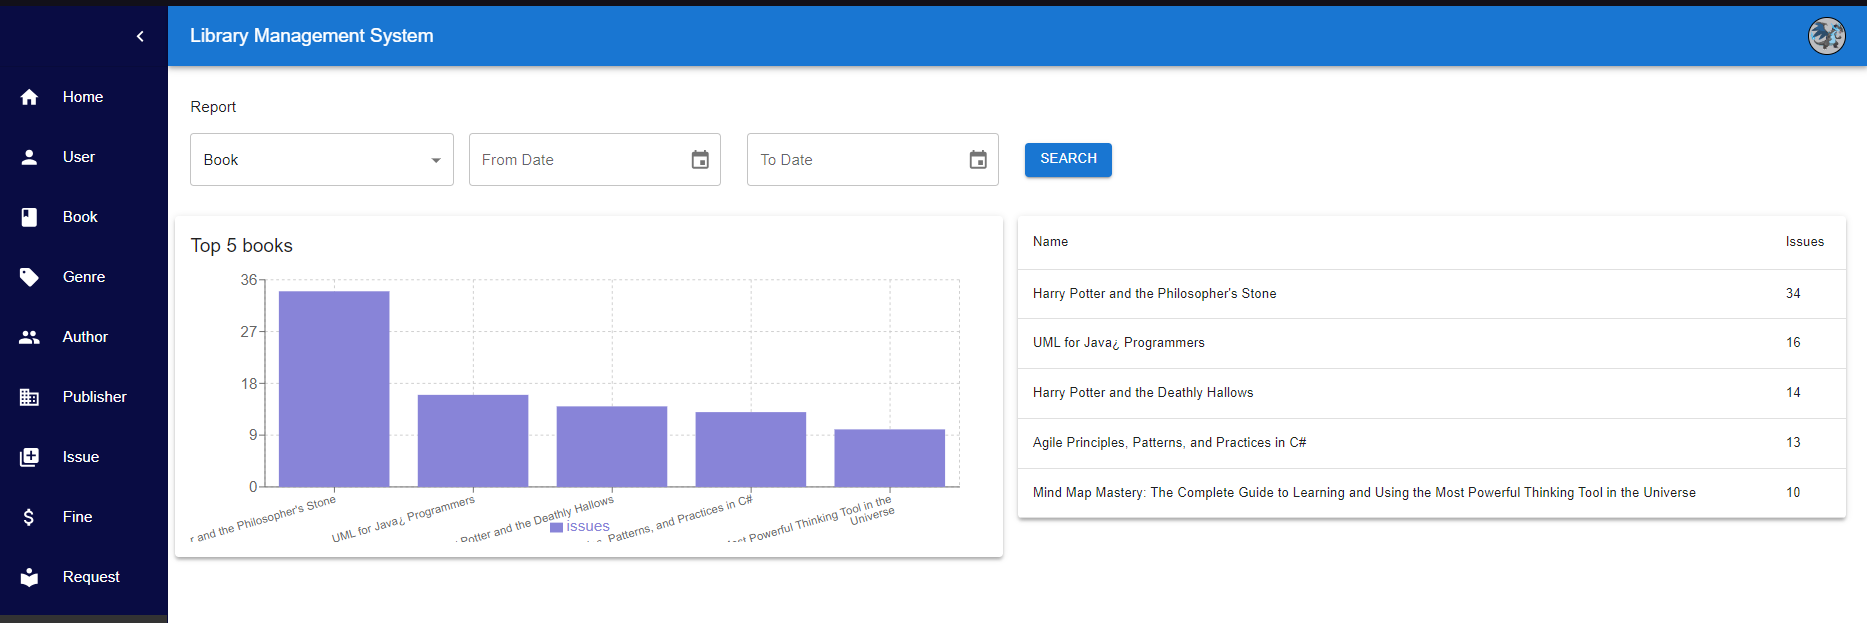 Library Management System
Home
User
Book
Genre
Author
Publisher
Issue
Fine
Request
Report
Book
From Date
To Date
SEARCH
Top 5 books
36
27
18
9
0
and the Philosopher's Stone
UML for Java¿ Programmers
Potter and the Deathly Hallows
Patterns, and Practices in C#
Powerful Thinking Tool in the
Universe
issues
Name Issues
Harry Potter and the Philosopher's Stone 34
UML for Java¿ Programmers 16
Harry Potter and the Deathly Hallows 14
Agile Principles, Patterns, and Practices in C# 13
Mind Map Mastery: The Complete Guide to Learning and Using the Most Powerful Thinking Tool in the Universe 10